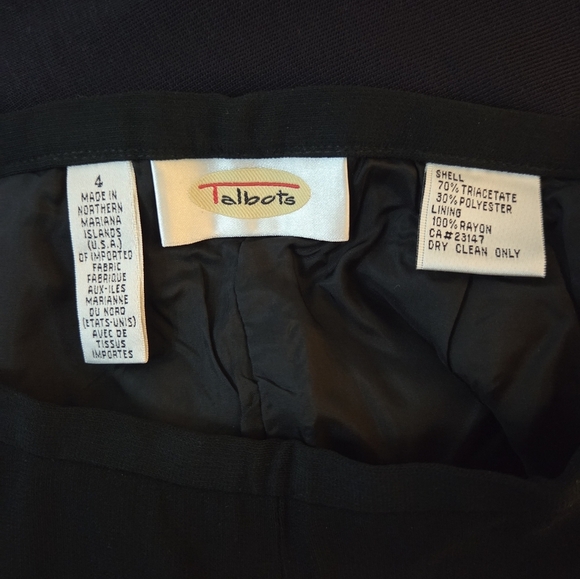 4
MADE IN
NORTHERN
MARIANA
ISLANDS
(U.S.A.)
OF IMPORTED
FABRIC
FABRIQUE
AUX-ILES
MARIANNE
DU NORD
(ETATS-UNIS)
AVEC DE
TISSUS
IMPORTES
Talbots
SHELL
70% TRIACETATE
30% POLYESTER
LINING
100% RAYON
CA#23147
DRY CLEAN ONLY